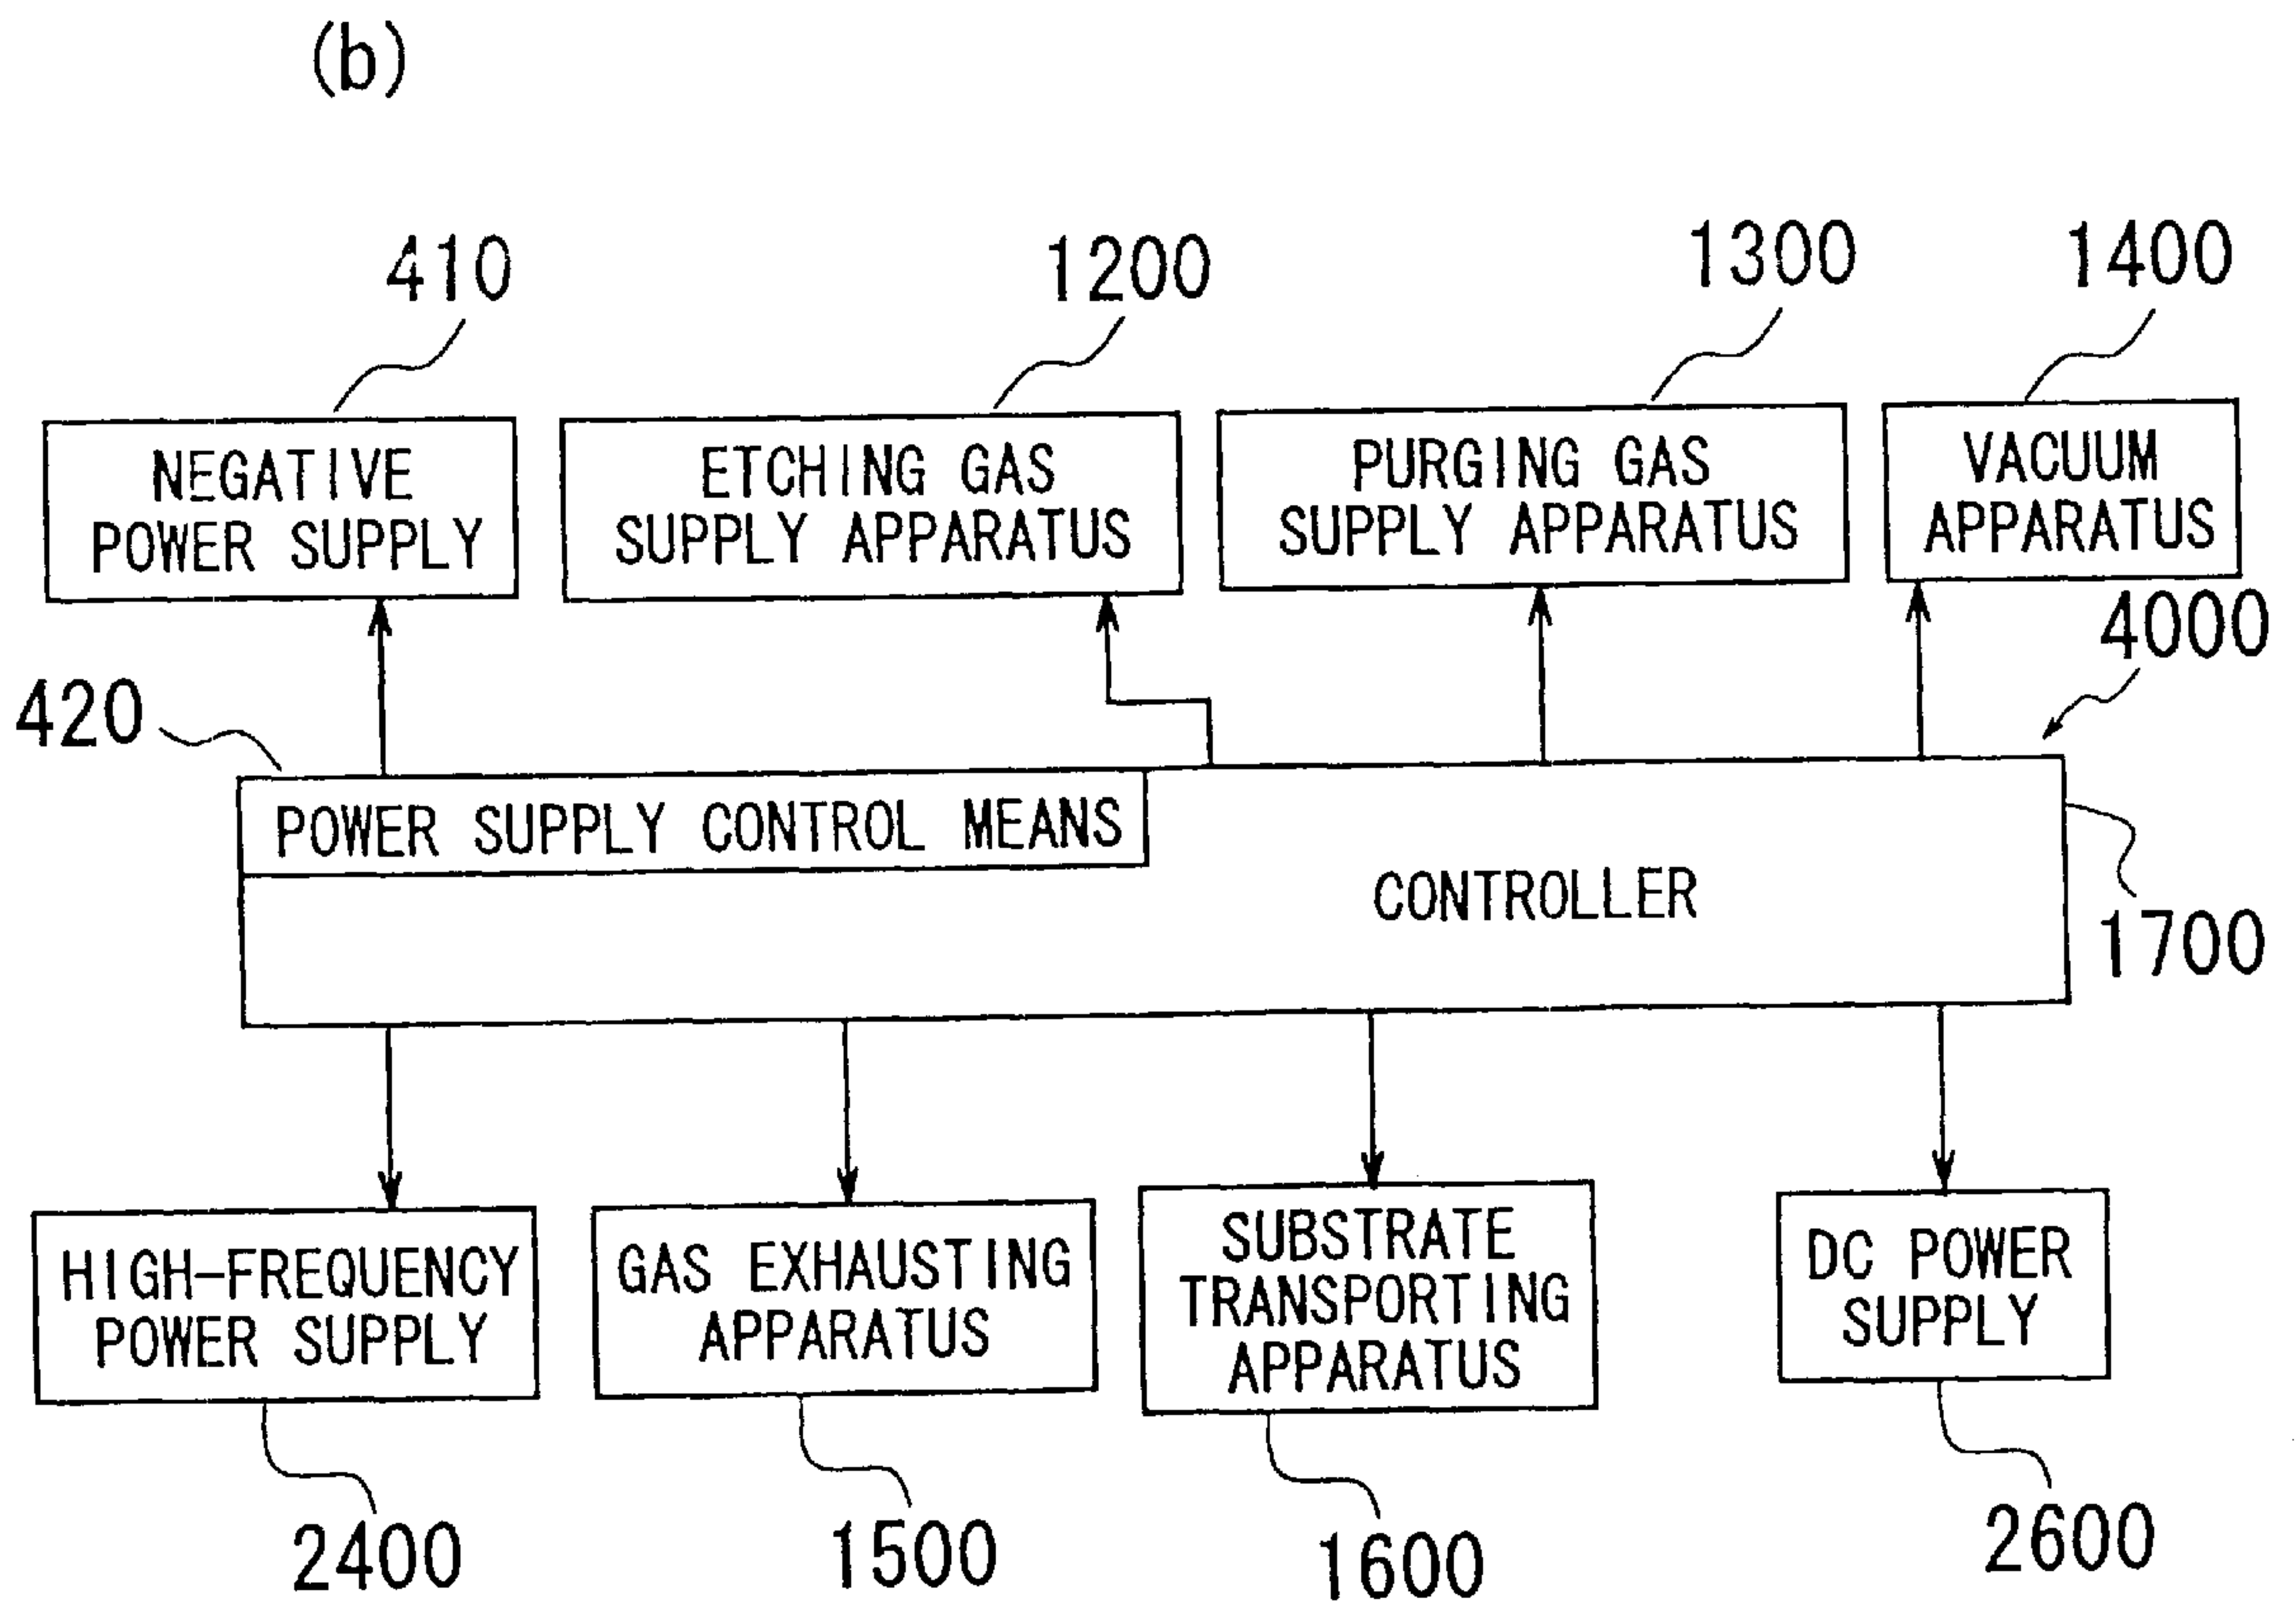 (b)
410
1200
1300
1400
NEGATIVE
POWER SUPPLY
ETCHING GAS
SUPPLY APPARATUS
PURGING GAS
SUPPLY APPARATUS
VACUUM
APPARATUS
4000
420
POWER SUPPLY CONTROL MEANS
CONTROLLER
1700
HIGH-FREQUENCY
POWER SUPPLY
GAS EXHAUSTING
APPARATUS
SUBSTRATE
TRANSPORTING
APPARATUS
DC POWER
SUPPLY
2400
1500
1600
2600